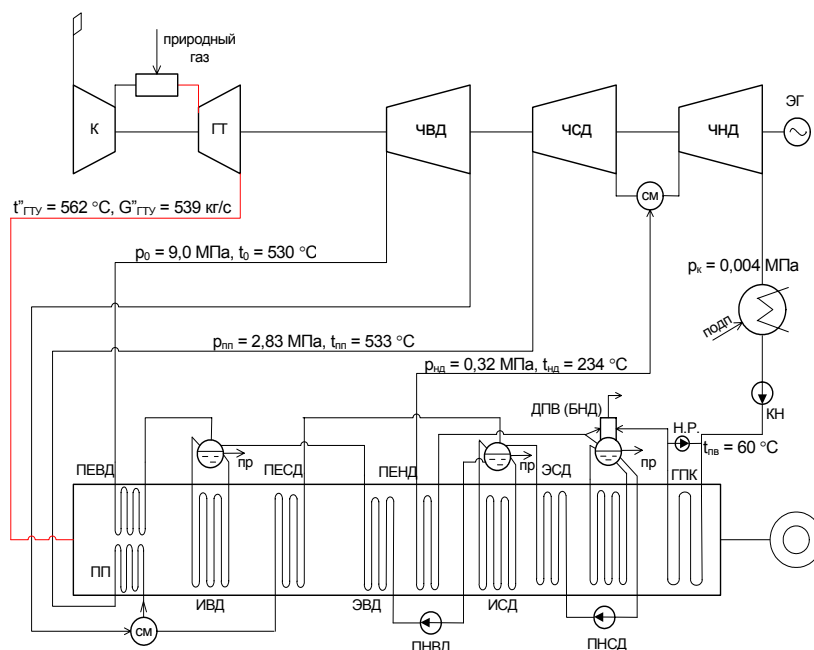 природный
газ
К
ГТ
ЧВД
ЧСД
ЧНД
ЭГ
см
t"ГТУ = 562 °C, G"ГТУ = 539 кг/с
p₀ = 9,0 МПа, t₀ = 530 °C
pк = 0,004 МПа
подп
pпп = 2,83 МПа, tпп = 533 °C
pнд = 0,32 МПа, tнд = 234 °C
КН
ДПВ (БНД)
Н.Р.
tпв = 60 °C
пр
пр
пр
ПЕВД
ПЕСД
ПЕНД
ЭСД
ГПК
ПП
ИВД
ЭВД
ИСД
см
ПНВД
ПНСД